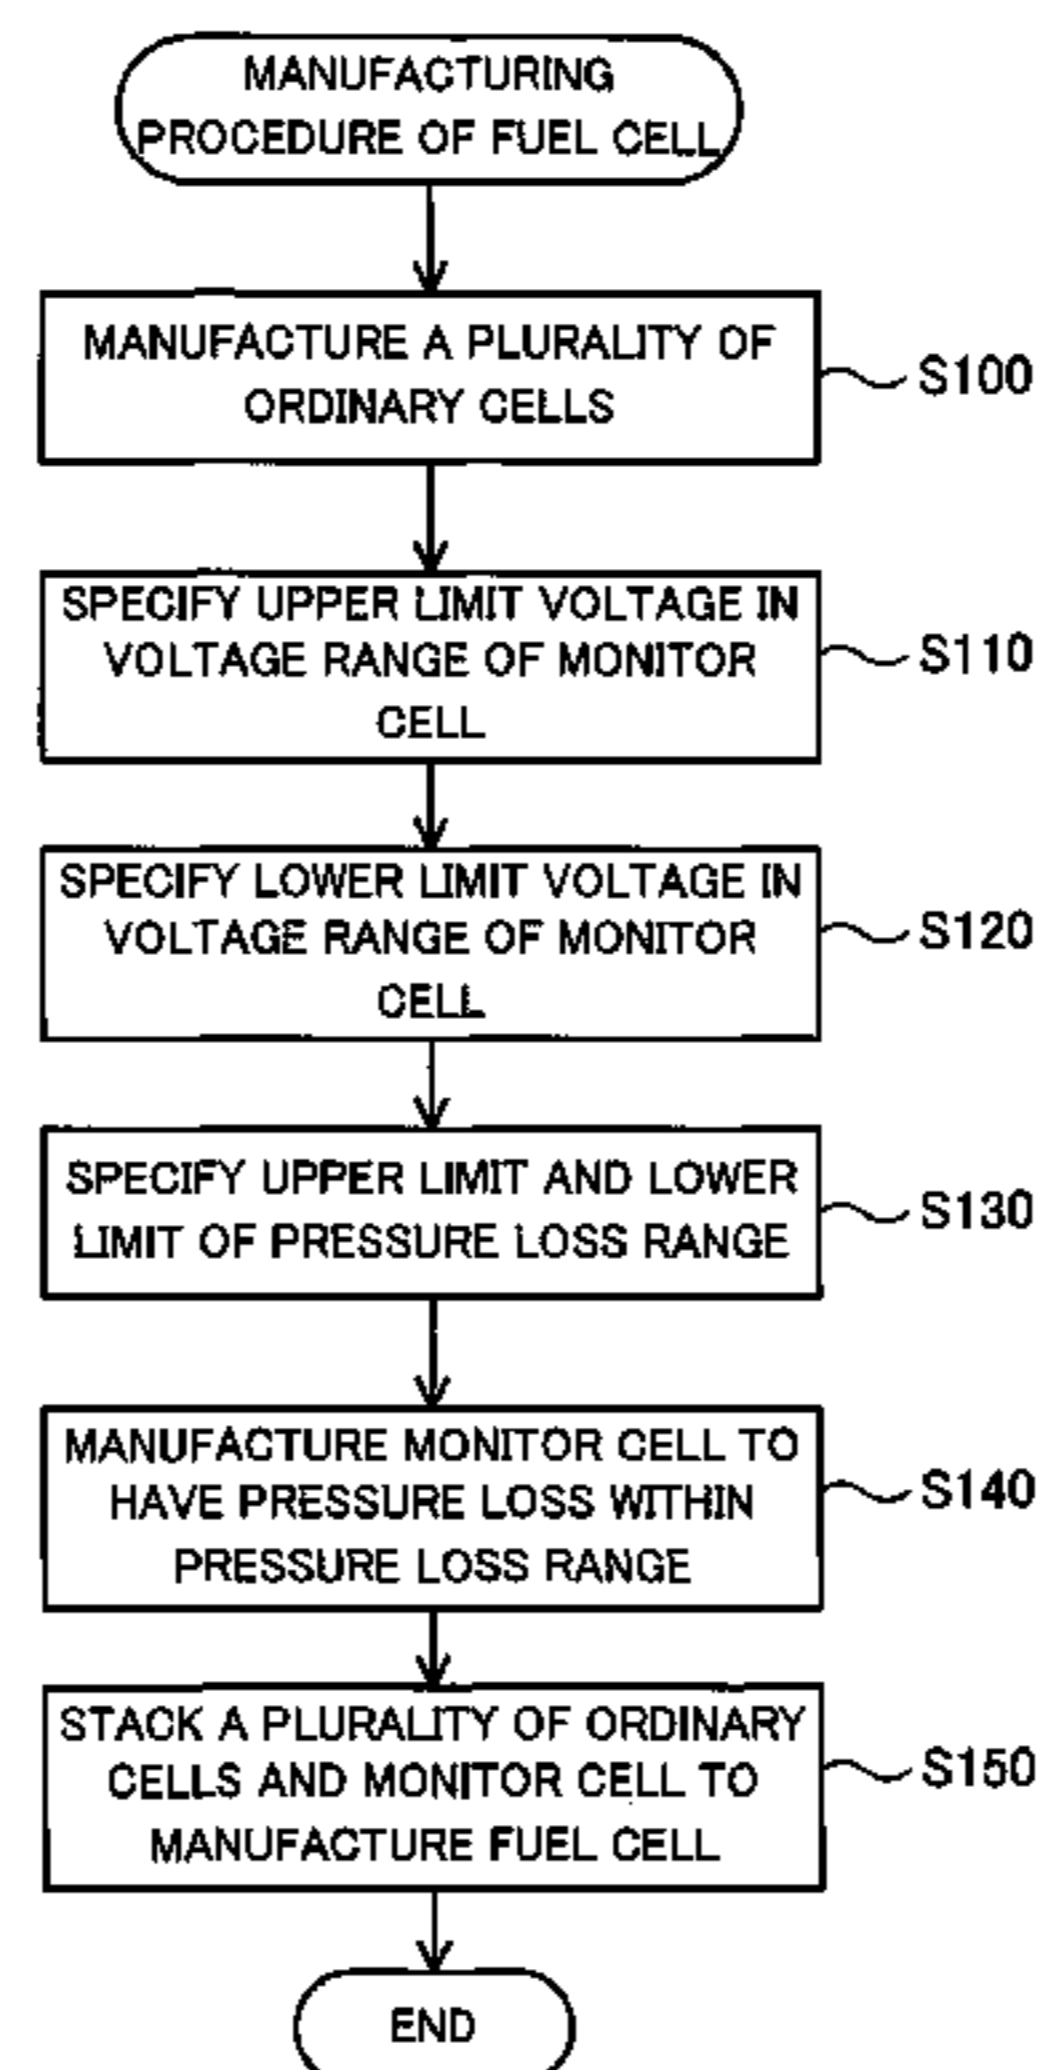 MANUFACTURING
PROCEDURE OF FUEL CELL
MANUFACTURE A PLURALITY OF
ORDINARY CELLS
S100
SPECIFY UPPER LIMIT VOLTAGE IN
VOLTAGE RANGE OF MONITOR
CELL
S110
SPECIFY LOWER LIMIT VOLTAGE IN
VOLTAGE RANGE OF MONITOR
CELL
S120
SPECIFY UPPER LIMIT AND LOWER
LIMIT OF PRESSURE LOSS RANGE
S130
MANUFACTURE MONITOR CELL TO
HAVE PRESSURE LOSS WITHIN
PRESSURE LOSS RANGE
S140
STACK A PLURALITY OF ORDINARY
CELLS AND MONITOR CELL TO
MANUFACTURE FUEL CELL
S150
END